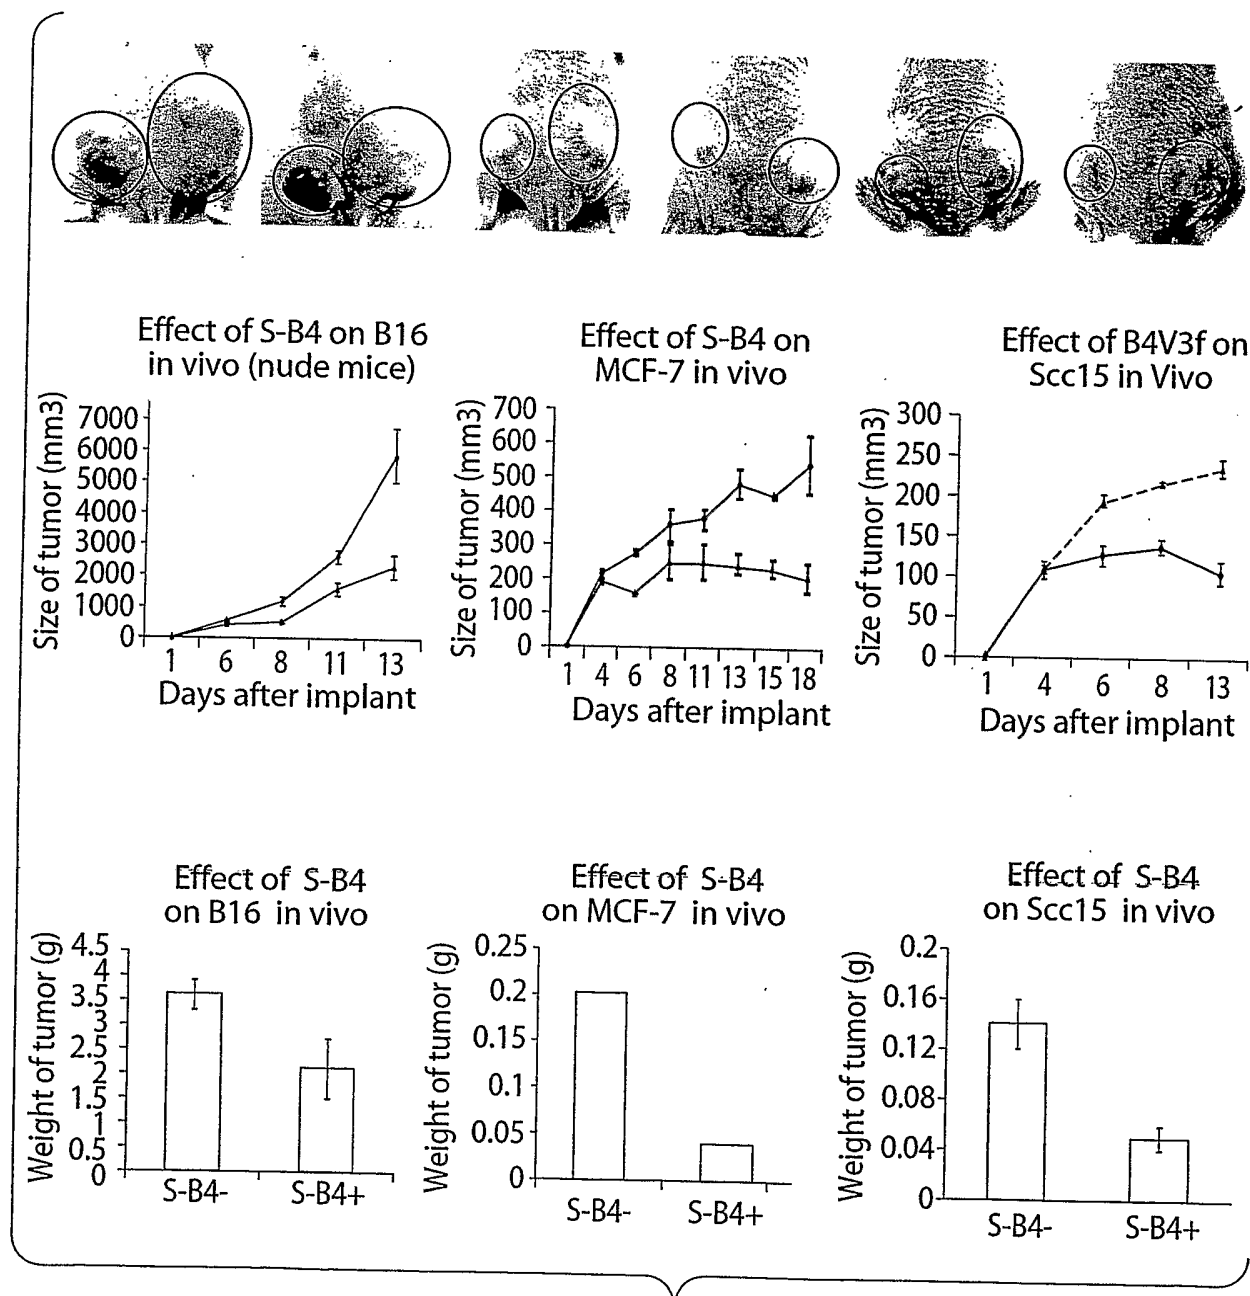 Effect of S-B4 on B16
in vivo (nude mice)
Size of tumor (mm3)
7000
6000
5000
4000
3000
2000
1000
0
1 6 8 11 13
Days after implant
Effect of S-B4 on
MCF-7 in vivo
Size of tumor (mm3)
700
600
500
400
300
200
100
0
1 4 6 8 11 13 15 18
Days after implant
Effect of B4V3f on
Scc15 in Vivo
Size of tumor (mm3)
300
250
200
150
100
50
0
1 4 6 8 13
Days after implant
Effect of S-B4
on B16 in vivo
Weight of tumor (g)
4.5
4
3.5
3
2.5
2
1.5
1
0.5
0
S-B4- S-B4+
Effect of S-B4
on MCF-7 in vivo
Weight of tumor (g)
0.25
0.2
0.15
0.1
0.05
0
S-B4- S-B4+
Effect of S-B4
on Scc15 in vivo
Weight of tumor (g)
0.2
0.16
0.12
0.08
0.04
0
S-B4- S-B4+